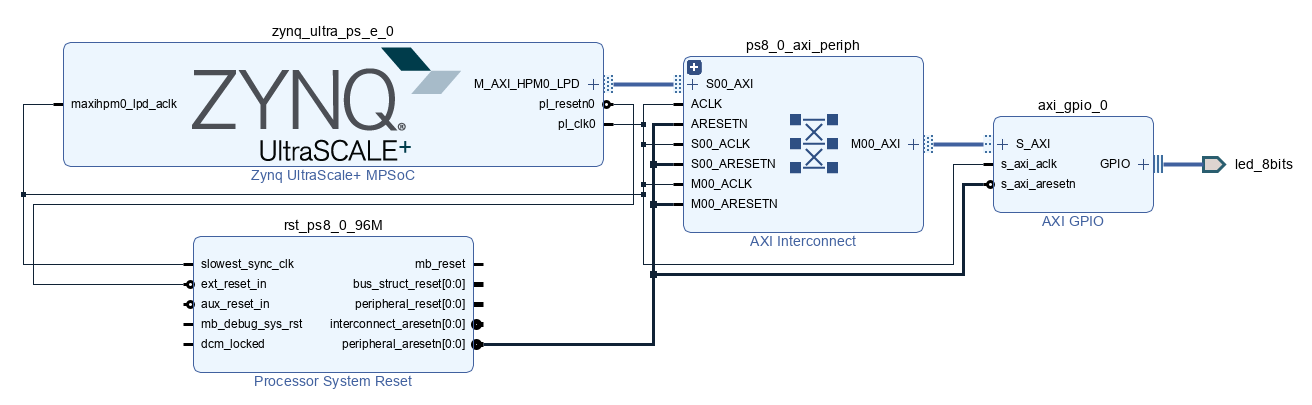 zynq_ultra_ps_e_0
maxihpm0_lpd_aclk
ZYNQ®
UltraSCALE+
M_AXI_HPM0_LPD
pl_resetn0
pl_clk0
Zynq UltraScale+ MPSoC
ps8_0_axi_periph
S00_AXI
ACLK
ARESETN
S00_ACLK
S00_ARESETN
M00_ACLK
M00_ARESETN
M00_AXI
AXI Interconnect
axi_gpio_0
S_AXI
s_axi_aclk
s_axi_aresetn
GPIO
AXI GPIO
led_8bits
rst_ps8_0_96M
slowest_sync_clk
ext_reset_in
aux_reset_in
mb_debug_sys_rst
dcm_locked
mb_reset
bus_struct_reset[0:0]
peripheral_reset[0:0]
interconnect_aresetn[0:0]
peripheral_aresetn[0:0]
Processor System Reset